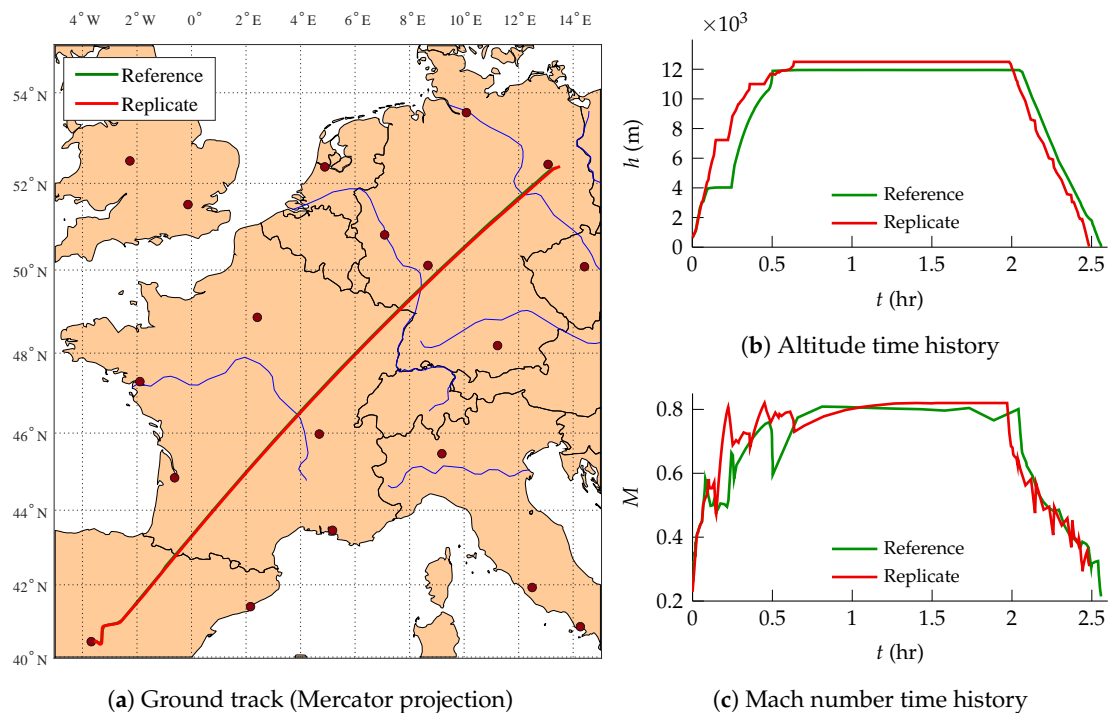 4°W 2°W 0° 2°E 4°E 6°E 8°E 10°E 12°E 14°E
54°N
52°N
50°N
48°N
46°N
44°N
42°N
40°N
Reference
Replicate
(a) Ground track (Mercator projection)
×10³
12
10
8
6
4
2
0
h (m)
Reference
Replicate
0 0.5 1 1.5 2 2.5
t (hr)
(b) Altitude time history
0.8
0.6
0.4
0.2
M
Reference
Replicate
0 0.5 1 1.5 2 2.5
t (hr)
(c) Mach number time history